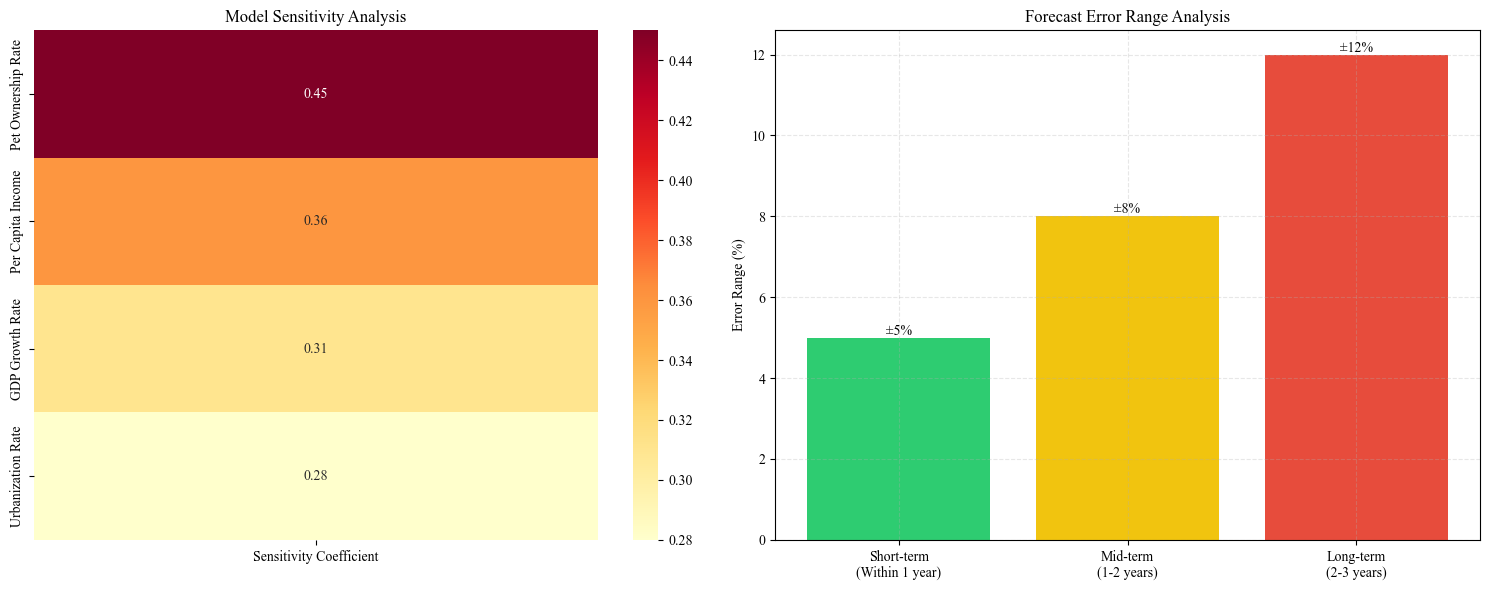 Model Sensitivity Analysis
Pet Ownership Rate
Per Capita Income
GDP Growth Rate
Urbanization Rate
0.45
0.36
0.31
0.28
Sensitivity Coefficient
0.44
0.42
0.40
0.38
0.36
0.34
0.32
0.30
0.28
Forecast Error Range Analysis
Error Range (%)
12
10
8
6
4
2
0
±5%
±8%
±12%
Short-term
(Within 1 year)
Mid-term
(1-2 years)
Long-term
(2-3 years)